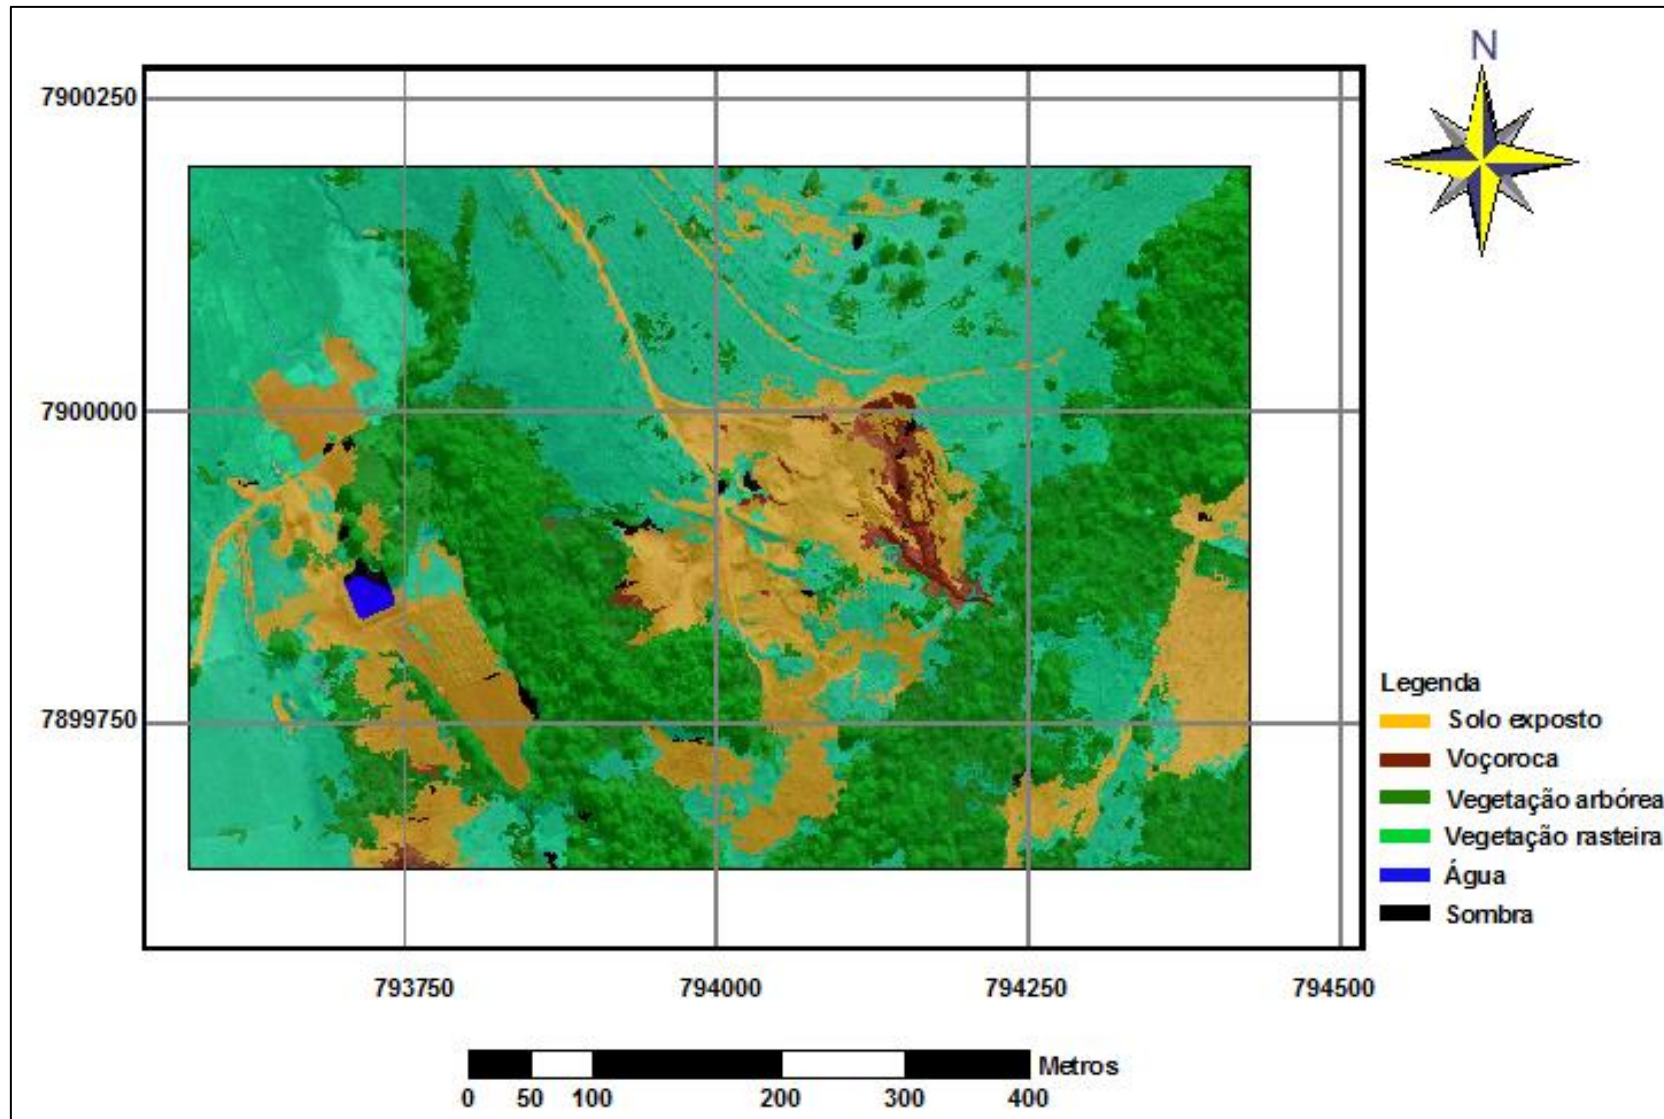 N
7900250
7900000
7899750
793750
794000
794250
794500
Legenda
Solo exposto
Voçoroca
Vegetação arbórea
Vegetação rasteira
Água
Sombra
Metros
0 50 100 200 300 400